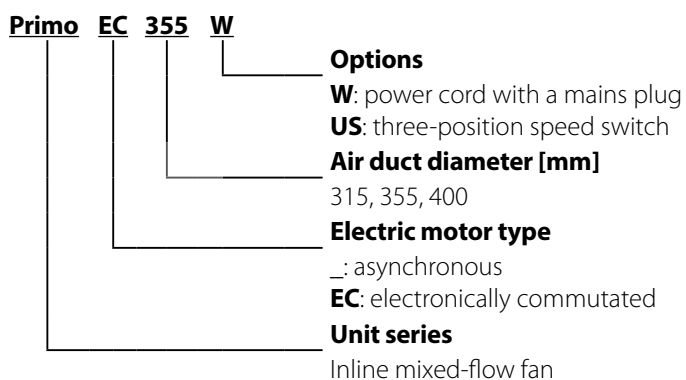 Primo EC 355 W
Options
W: power cord with a mains plug
US: three-position speed switch
Air duct diameter [mm]
315, 355, 400
Electric motor type
_: asynchronous
EC: electronically commutated
Unit series
Inline mixed-flow fan